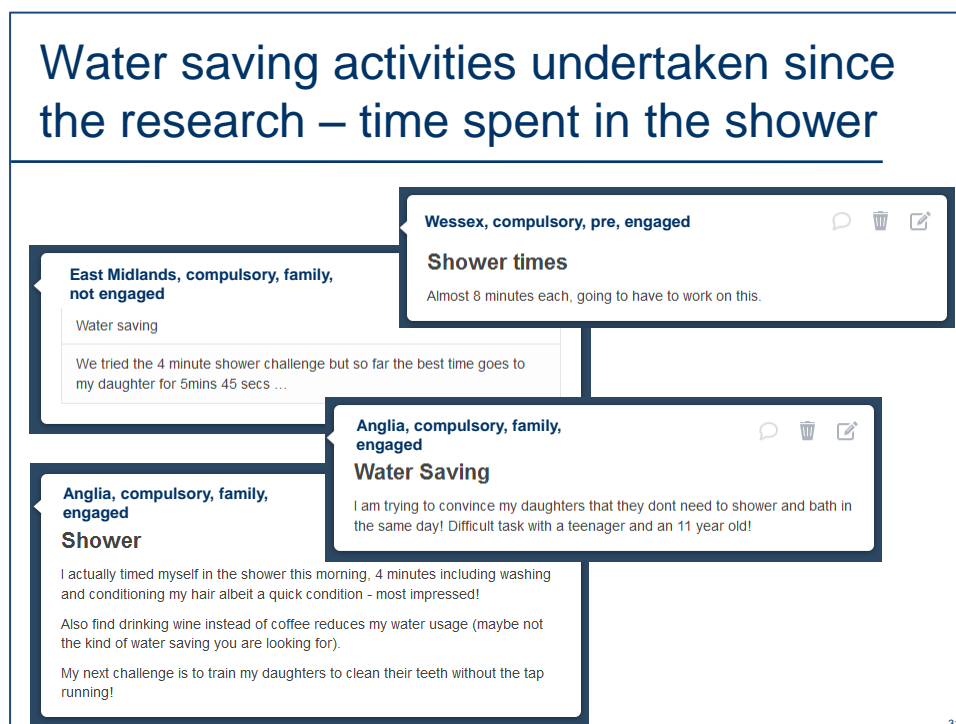 Water saving activities undertaken since
the research – time spent in the shower
Wessex, compulsory, pre, engaged
Shower times
Almost 8 minutes each, going to have to work on this.
East Midlands, compulsory, family,
not engaged
Water saving
We tried the 4 minute shower challenge but so far the best time goes to
my daughter for 5mins 45 secs ...
Anglia, compulsory, family,
engaged
Water Saving
I am trying to convince my daughters that they dont need to shower and bath in
the same day! Difficult task with a teenager and an 11 year old!
Anglia, compulsory, family,
engaged
Shower
I actually timed myself in the shower this morning, 4 minutes including washing
and conditioning my hair albeit a quick condition - most impressed!
Also find drinking wine instead of coffee reduces my water usage (maybe not
the kind of water saving you are looking for).
My next challenge is to train my daughters to clean their teeth without the tap
running!